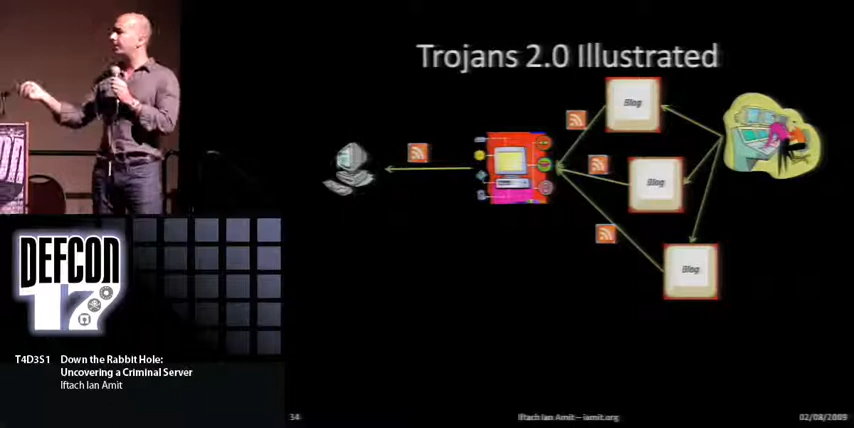 Trojans 2.0 Illustrated
Blog
Blog
Blog
DEFCON
17
T4D3S1 Down the Rabbit Hole:
Uncovering a Criminal Server
Iftach Ian Amit
34
Iftach Ian Amit – iamit.org
02/08/2009